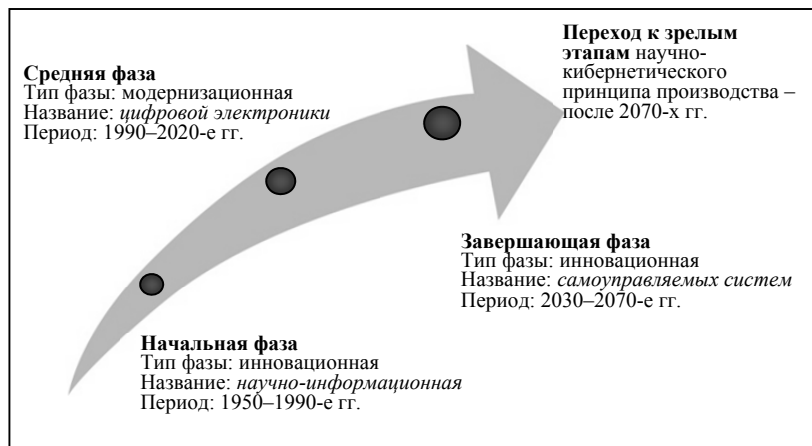 Средняя фаза
Тип фазы: модернизационная
Название: цифровой электроники
Период: 1990–2020-е гг.
Переход к зрелым
этапам научно-
кибернетического
принципа производства –
после 2070-х гг.
Завершающая фаза
Тип фазы: инновационная
Название: самоуправляемых систем
Период: 2030–2070-е гг.
Начальная фаза
Тип фазы: инновационная
Название: научно-информационная
Период: 1950–1990-е гг.